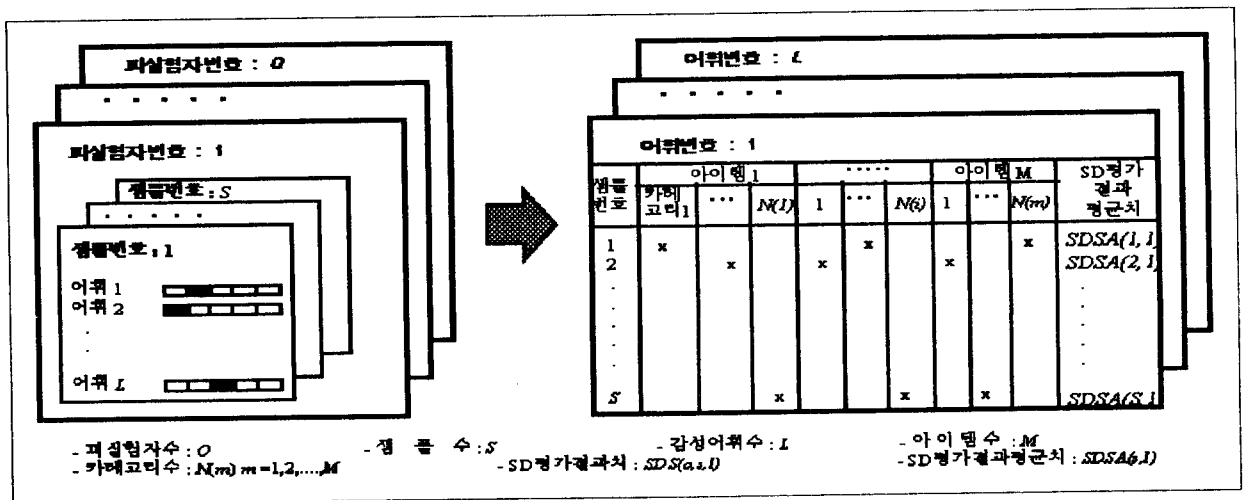 피실험자번호 : O
. . . . .
피실험자번호 : 1
샘플번호 : S
. . . . .
샘플번호 : 1
어휘 1
어휘 2
어휘 L
어휘번호 : L
. . . . .
어휘번호 : 1
샘플
번호
아이템 1
.....
아이템 M
SD평가
결과
평균치
카테
고리1
...
N(1)
1
...
N(i)
1
...
N(m)
1 x x x SDSA(1, 1)
2 x x x SDSA(2, 1)
S x x x SDSA(S, 1
- 피실험자수 : O
- 샘 플 수 : S
- 감성어휘수 : L
- 아이템수 : M
- 카테고리수 : N(m) m=1,2,....,M
- SD평가결과치 : SDS(o,s,l)
- SD평가결과평균치 : SDSA(s,l)